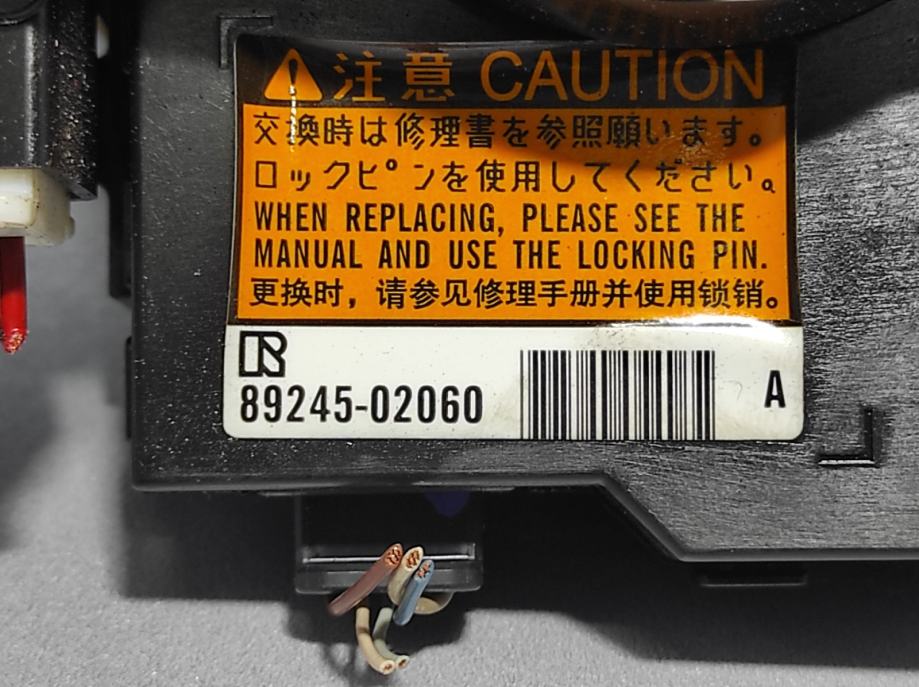 注意 CAUTION
交換時は修理書を参照願います。
ロックピンを使用してください。
WHEN REPLACING, PLEASE SEE THE
MANUAL AND USE THE LOCKING PIN.
更换时，请参见修理手册并使用锁销。
R
89245-02060
A